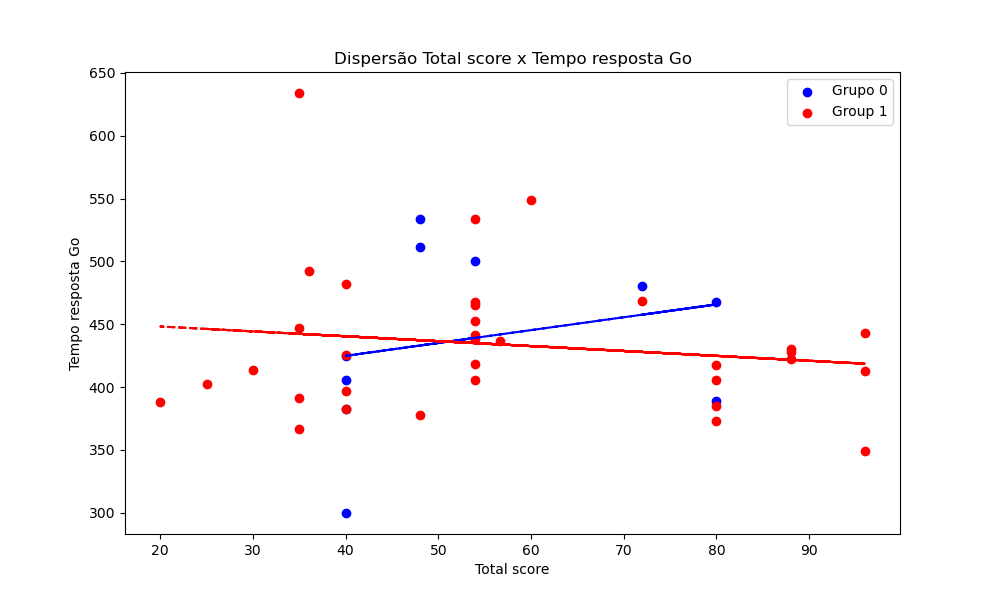 Dispersão Total score x Tempo resposta Go
Grupo 0
Group 1
Tempo resposta Go
650
600
550
500
450
400
350
300
20 30 40 50 60 70 80 90
Total score